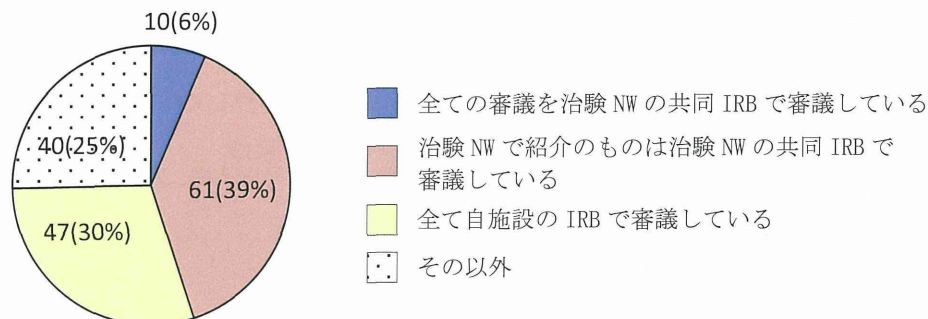 10(6%)
40(25%)
61(39%)
47(30%)
全ての審議を治験 NW の共同 IRB で審議している
治験 NW で紹介のものは治験 NW の共同 IRB で
審議している
全て自施設の IRB で審議している
その以外